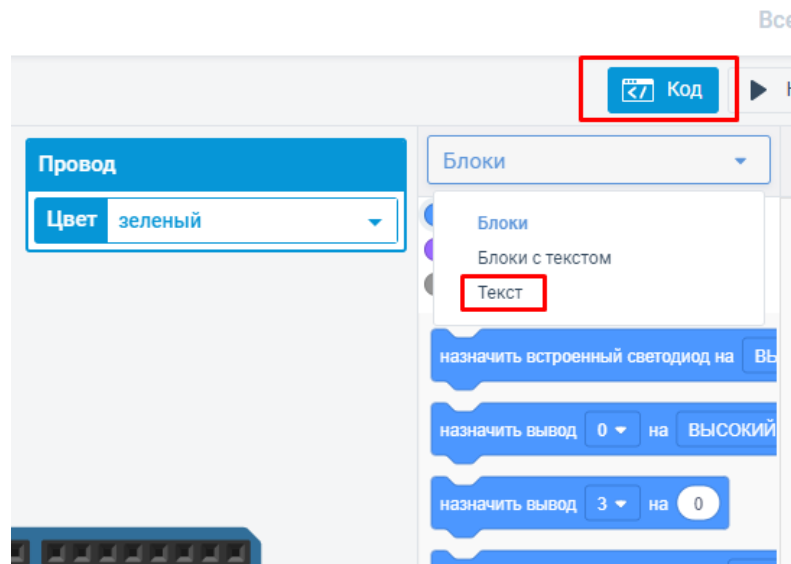 Все
Код
Провод
Цвет зеленый
Блоки
Блоки
Блоки с текстом
Текст
назначить встроенный светодиод на
назначить вывод 0 на ВЫСОКИЙ
назначить вывод 3 на 0